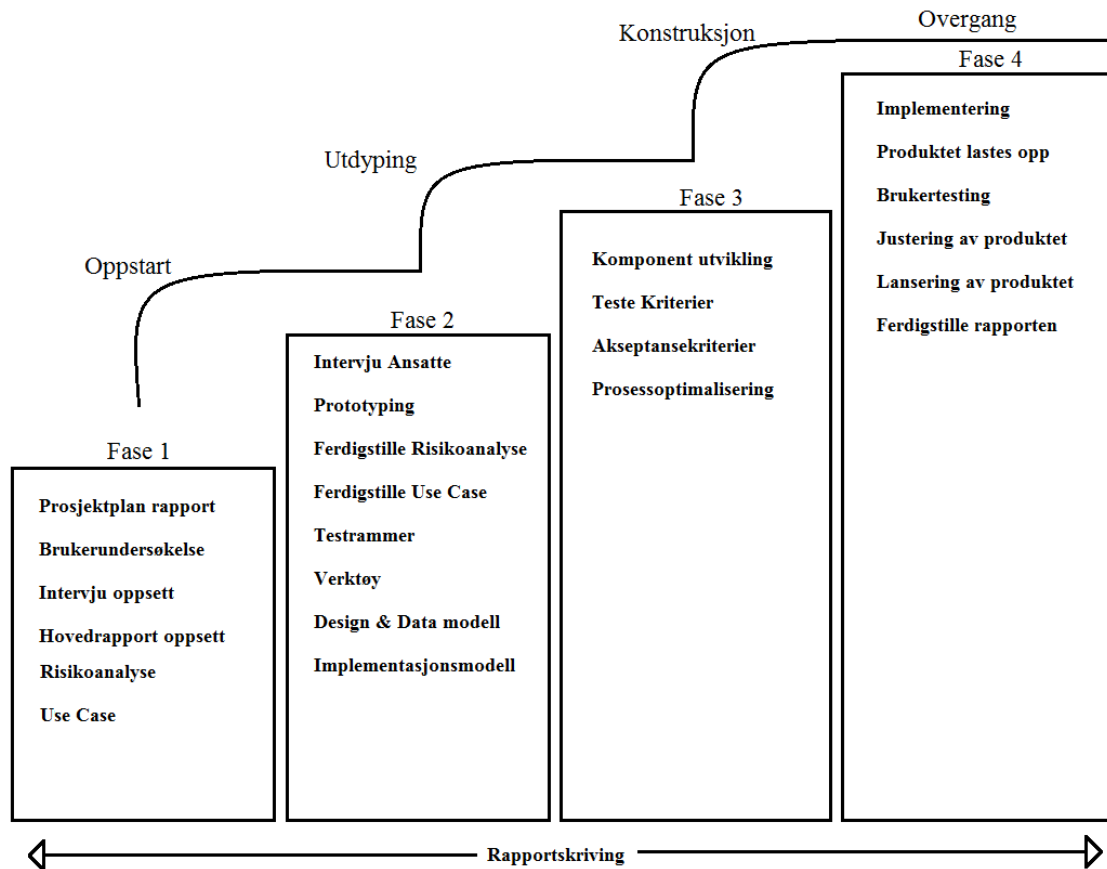 Oppstart
Fase 1
Prosjektplan rapport
Brukerundersøkelse
Intervju oppsett
Hovedrapport oppsett
Risikoanalyse
Use Case
Utdyping
Fase 2
Intervju Ansatte
Prototyping
Ferdigstille Risikoanalyse
Ferdigstille Use Case
Testrammer
Verktøy
Design & Data modell
Implementasjonsmodell
Konstruksjon
Fase 3
Komponent utvikling
Teste Kriterier
Akseptansekriterier
Prosessoptimalisering
Overgang
Fase 4
Implementering
Produktet lastes opp
Brukertesting
Justering av produktet
Lansering av produktet
Ferdigstille rapporten
Rapportskriving